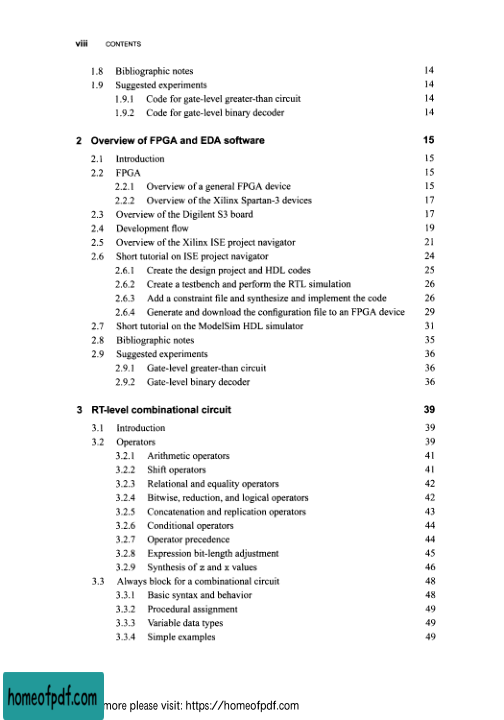 viii CONTENTS
1.8 Bibliographic notes 14
1.9 Suggested experiments 14
1.9.1 Code for gate-level greater-than circuit 14
1.9.2 Code for gate-level binary decoder 14
2 Overview of FPGA and EDA software 15
2.1 Introduction 15
2.2 FPGA 15
2.2.1 Overview of a general FPGA device 15
2.2.2 Overview of the Xilinx Spartan-3 devices 17
2.3 Overview of the Digilent S3 board 17
2.4 Development flow 19
2.5 Overview of the Xilinx ISE project navigator 21
2.6 Short tutorial on ISE project navigator 24
2.6.1 Create the design project and HDL codes 25
2.6.2 Create a testbench and perform the RTL simulation 26
2.6.3 Add a constraint file and synthesize and implement the code 26
2.6.4 Generate and download the configuration file to an FPGA device 29
2.7 Short tutorial on the ModelSim HDL simulator 31
2.8 Bibliographic notes 35
2.9 Suggested experiments 36
2.9.1 Gate-level greater-than circuit 36
2.9.2 Gate-level binary decoder 36
3 RT-level combinational circuit 39
3.1 Introduction 39
3.2 Operators 39
3.2.1 Arithmetic operators 41
3.2.2 Shift operators 41
3.2.3 Relational and equality operators 42
3.2.4 Bitwise, reduction, and logical operators 42
3.2.5 Concatenation and replication operators 43
3.2.6 Conditional operators 44
3.2.7 Operator precedence 44
3.2.8 Expression bit-length adjustment 45
3.2.9 Synthesis of z and x values 46
3.3 Always block for a combinational circuit 48
3.3.1 Basic syntax and behavior 48
3.3.2 Procedural assignment 49
3.3.3 Variable data types 49
3.3.4 Simple examples 49
homeofpdf.com
more please visit: https://homeofpdf.com